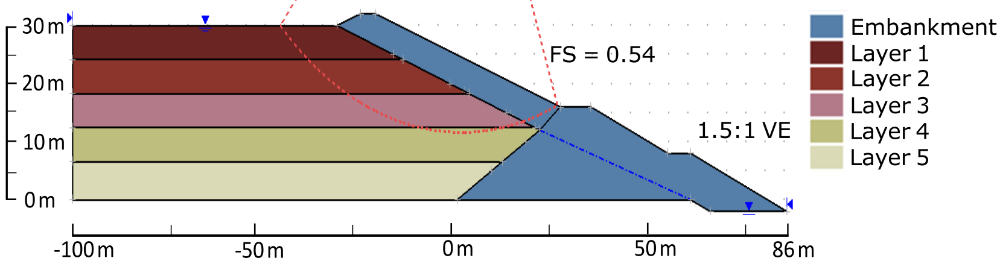 30 m
20 m
10 m
0 m
-100 m
-50 m
0 m
50 m
86 m
FS = 0.54
1.5:1 VE
Embankment
Layer 1
Layer 2
Layer 3
Layer 4
Layer 5